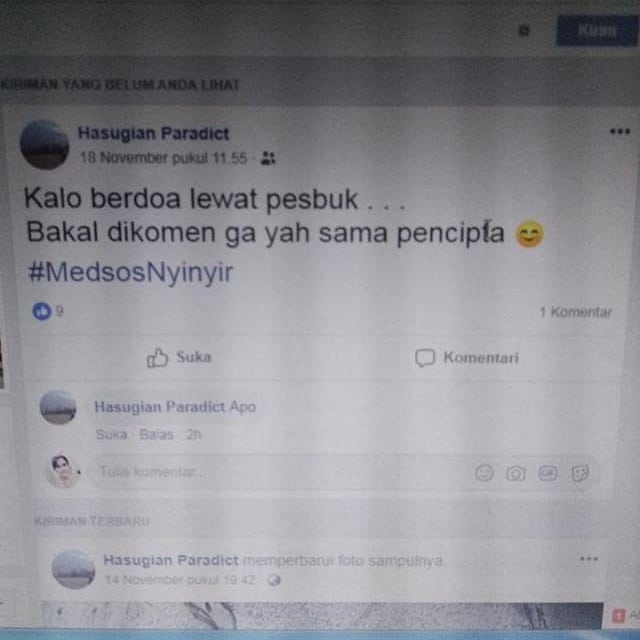 Kirim
KIRIMAN YANG BELUM ANDA LIHAT
Hasugian Paradict
18 November pukul 11.55 ·
Kalo berdoa lewat pesbuk . . .
Bakal dikomen ga yah sama pencipta
#MedsosNyinyir
9
1 Komentar
Suka
Komentari
Hasugian Paradict Apo
Suka · Balas · 2h
Tulis komentar...
GIF
KIRIMAN TERBARU
Hasugian Paradict memperbarui foto sampulnya.
14 November pukul 19.42 ·